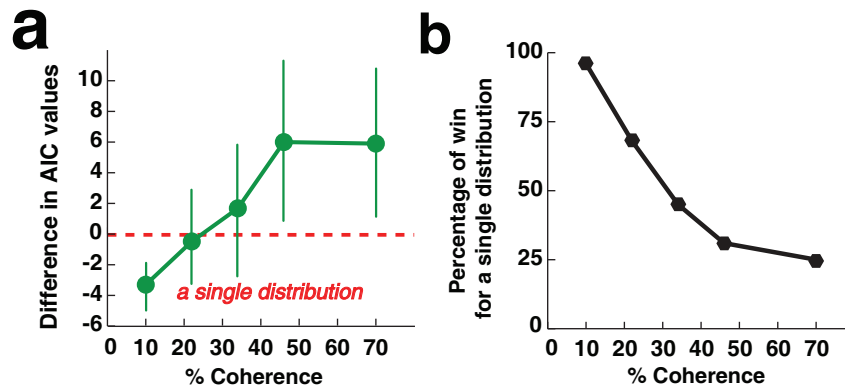 a
Difference in AIC values
10
8
6
4
2
0
-2
-4
-6
a single distribution
0 10 20 30 40 50 60 70
% Coherence
b
Percentage of win
for a single distribution
100
75
50
25
0
0 10 20 30 40 50 60 70
% Coherence